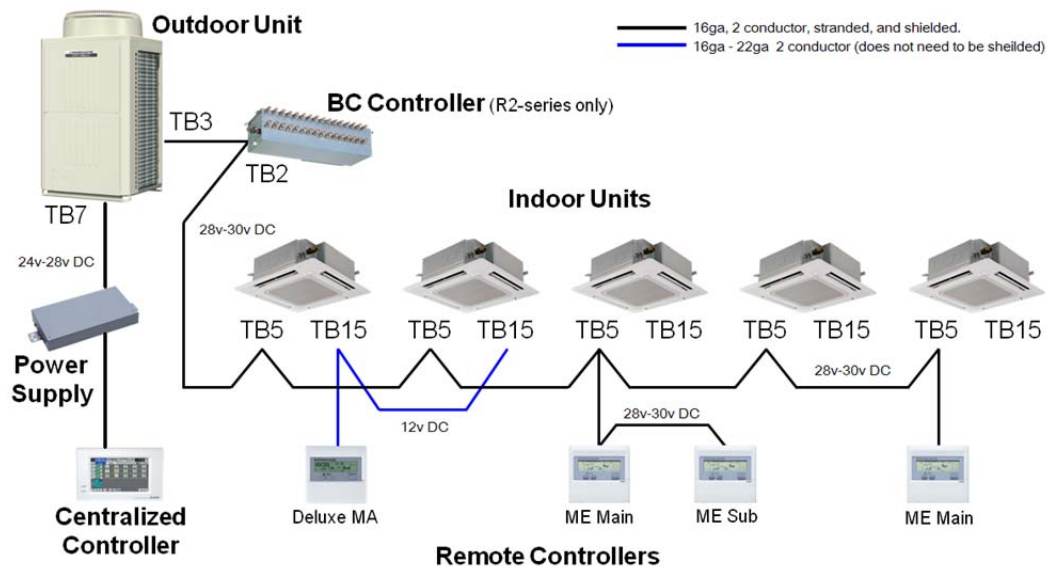 Outdoor Unit
16ga, 2 conductor, stranded, and shielded.
16ga - 22ga 2 conductor (does not need to be sheilded)
BC Controller (R2-series only)
TB3
TB2
TB7
Indoor Units
28v-30v DC
24v-28v DC
TB5 TB15 TB5 TB15 TB5 TB15 TB5 TB15 TB5 TB15
Power
Supply
28v-30v DC
12v DC
28v-30v DC
Centralized
Controller
Deluxe MA
ME Main
ME Sub
ME Main
Remote Controllers